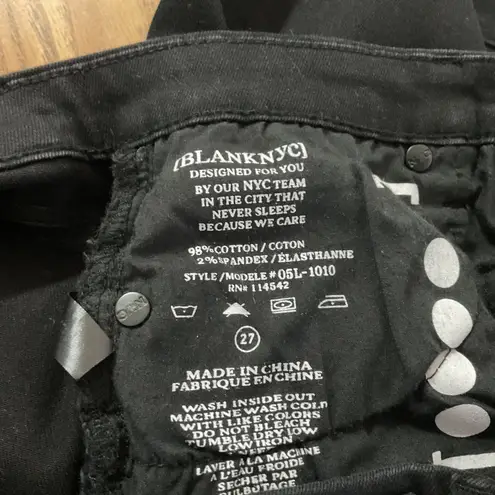 [BLANKNYC]
DESIGNED FOR YOU
BY OUR NYC TEAM
IN THE CITY THAT
NEVER SLEEPS
BECAUSE WE CARE
98% COTTON / COTON
2% SPANDEX / ÉLASTHANNE
STYLE / MODELE # 05L-1010
RN# 114542
27
MADE IN CHINA
FABRIQUE EN CHINE
WASH INSIDE OUT
MACHINE WASH COLD
WITH LIKE COLORS
DO NOT BLEACH
TUMBLE DRY LOW
LOW IRON
LAVER A LA MACHINE
A L'EAU FROIDE
SECHER PAR
CULBUTAGE